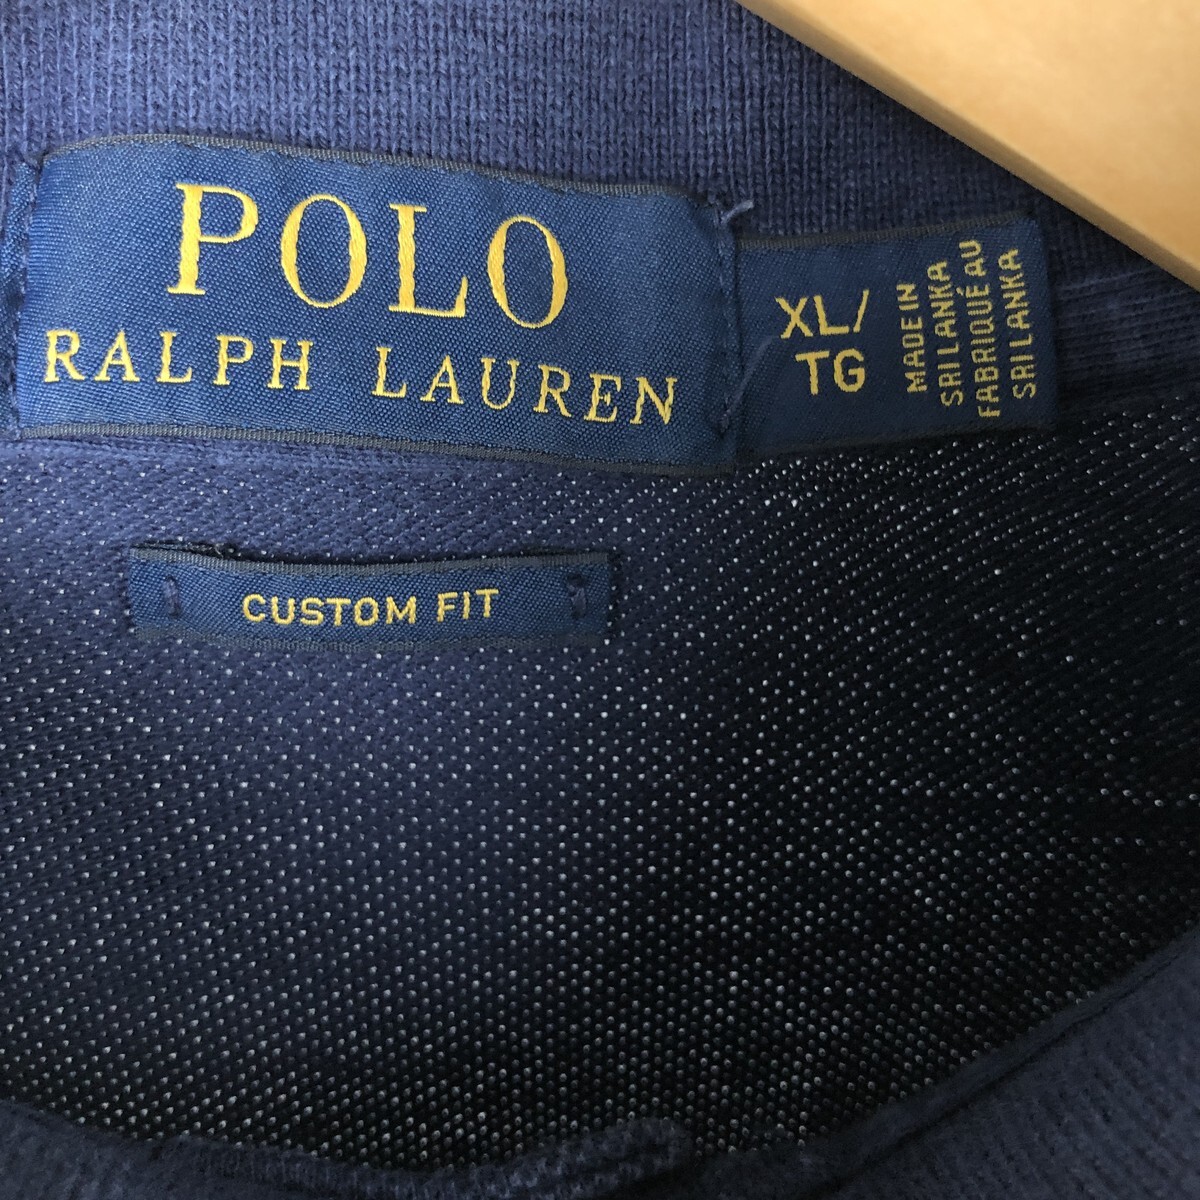 POLO
RALPH LAUREN
XL/
TG
MADE IN
SRI LANKA
FABRIQUÉ AU
SRI LANKA
CUSTOM FIT